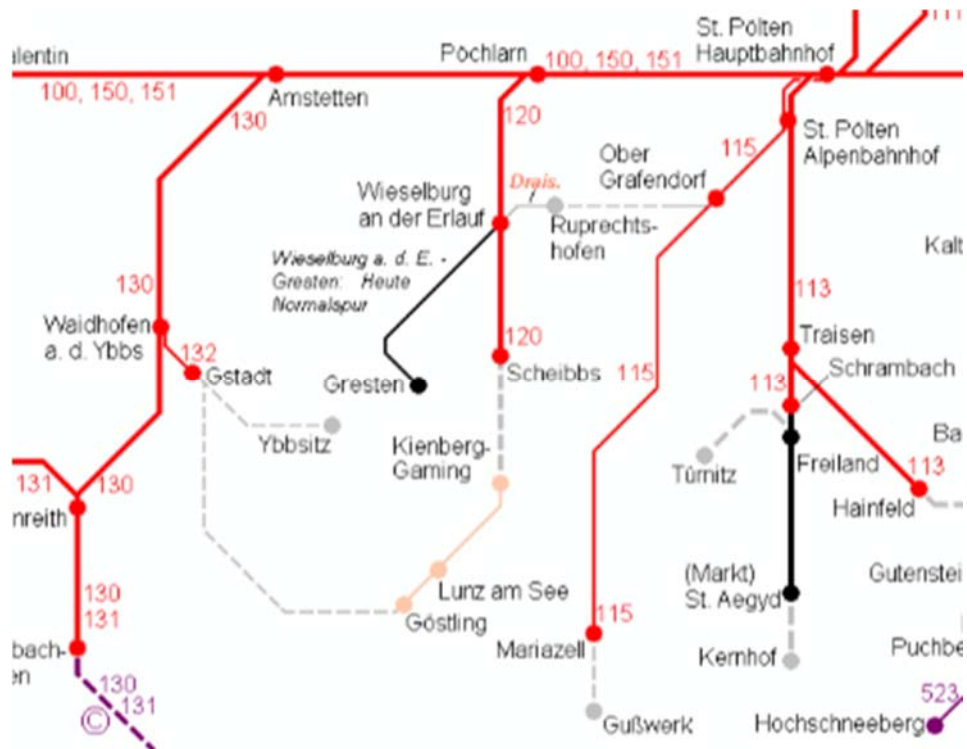 St. Pölten
Hauptbahnhof
alentin
Pöchlarn
100, 150, 151
100, 150, 151
Amstetten
130
120
St. Pölten
Alpenbahnhof
115
Ober
Grafendorf
Drais.
Wieselburg
an der Erlauf
Ruprechts-
hofen
Kalt
Wieselburg a. d. E. -
Gresten: Heute
Normalspur
130
113
Waidhofen
a. d. Ybbs
120
Traisen
132
Gstadt
Scheibbs
115
Schrambach
113
Gresten
Ybbsitz
Kienberg-
Gaming
Ba
Freiland
Türnitz
113
131
130
Hainfeld
nreith
(Markt)
St. Aegyd
Gutenstei
130
131
Lunz am See
Göstling
115
Mariazell
Kernhof
Puchbe
bach-
en
130
131
©
523
Gußwerk
Hochschneeberg